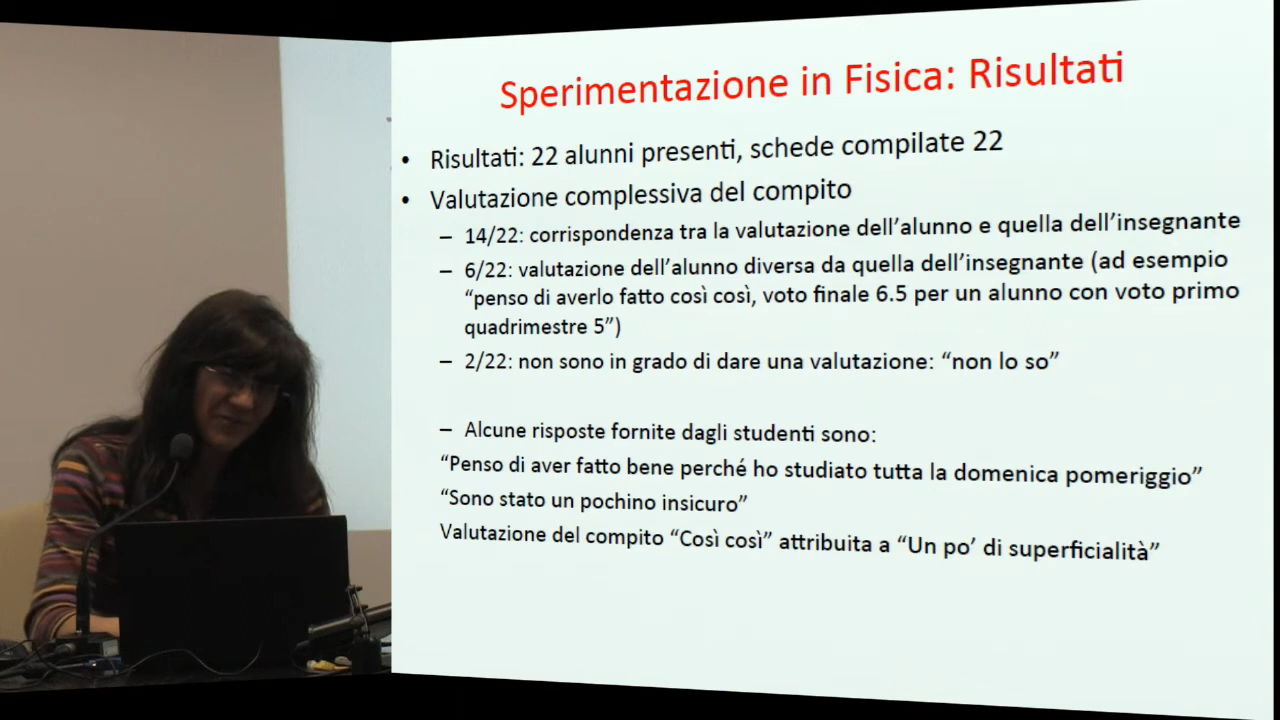 Sperimentazione in Fisica: Risultati
• Risultati: 22 alunni presenti, schede compilate 22
• Valutazione complessiva del compito
– 14/22: corrispondenza tra la valutazione dell’alunno e quella dell’insegnante
– 6/22: valutazione dell’alunno diversa da quella dell’insegnante (ad esempio
“penso di averlo fatto così così, voto finale 6.5 per un alunno con voto primo
quadrimestre 5”)
– 2/22: non sono in grado di dare una valutazione: “non lo so”
– Alcune risposte fornite dagli studenti sono:
“Penso di aver fatto bene perché ho studiato tutta la domenica pomeriggio”
“Sono stato un pochino insicuro”
Valutazione del compito “Così così” attribuita a “Un po’ di superficialità”